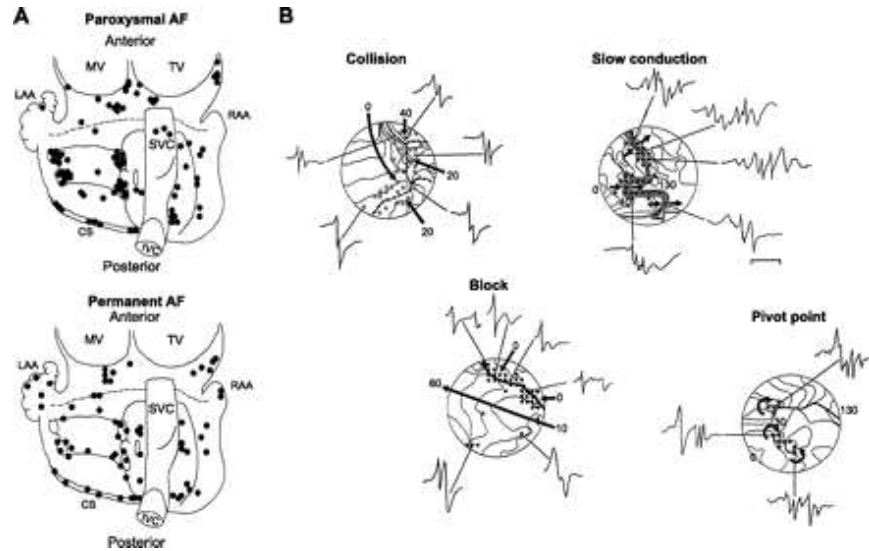 A
Paroxysmal AF
Anterior
MV
TV
LAA
RAA
SVC
CS
IVC
Posterior
Permanent AF
Anterior
MV
TV
LAA
RAA
SVC
CS
IVC
Posterior
B
Collision
0
40
20
20
Slow conduction
0
130
Block
0
60
0
10
Pivot point
130
0